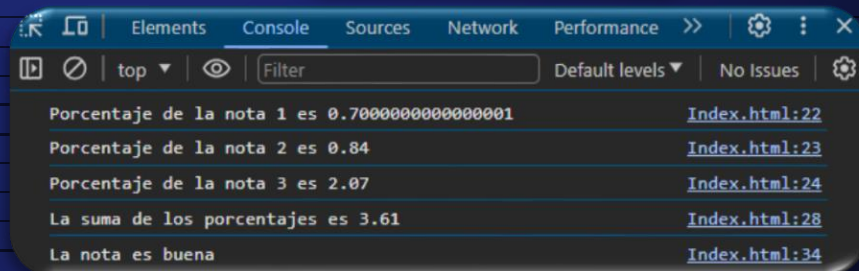 Elements Console Sources Network Performance
top Filter Default levels No Issues
Porcentaje de la nota 1 es 0.7000000000000001 Index.html:22
Porcentaje de la nota 2 es 0.84 Index.html:23
Porcentaje de la nota 3 es 2.07 Index.html:24
La suma de los porcentajes es 3.61 Index.html:28
La nota es buena Index.html:34